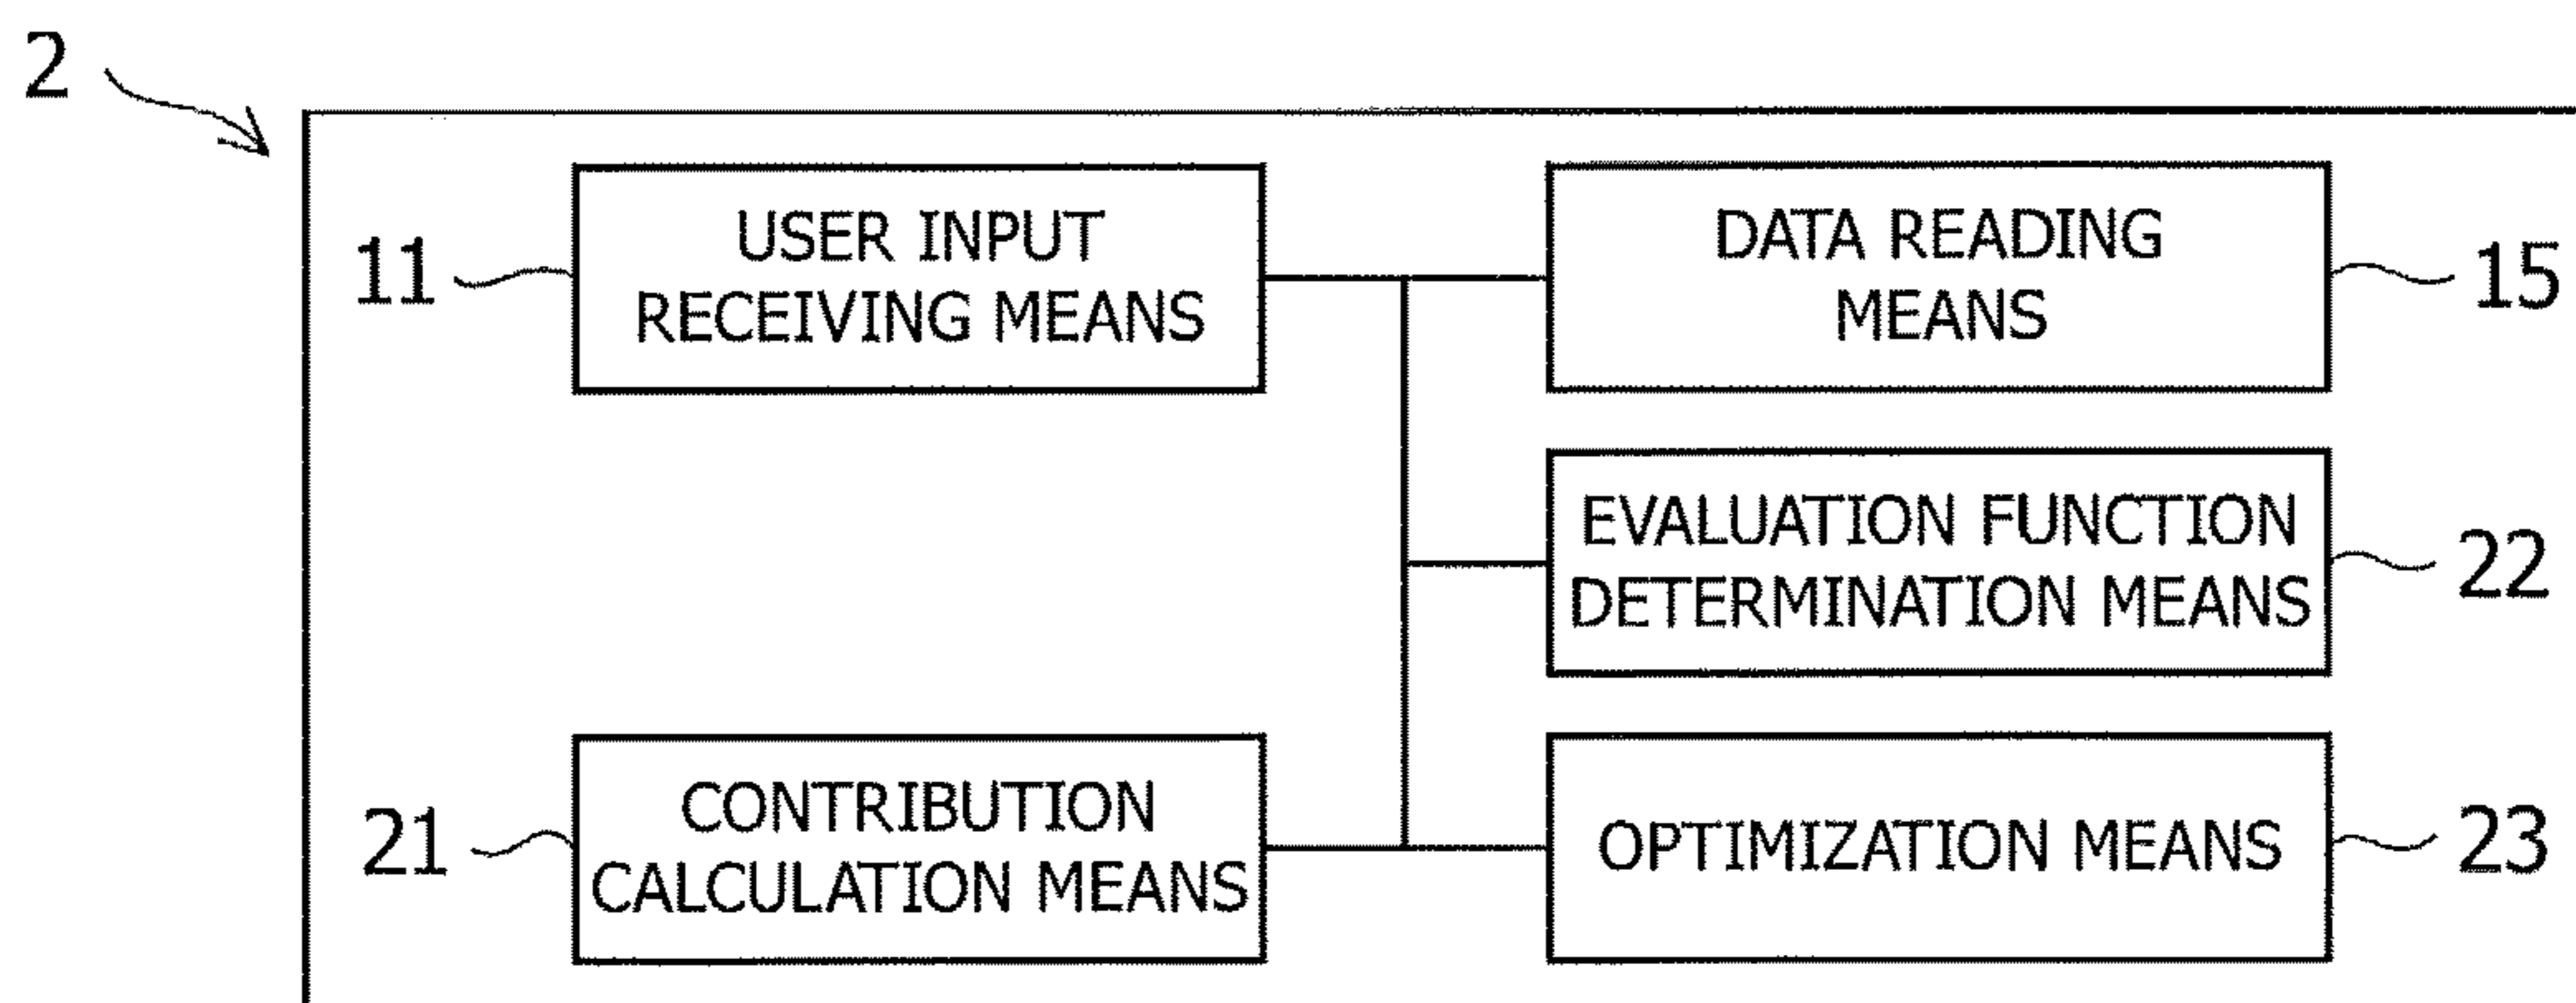 2
11
USER INPUT
RECEIVING MEANS
DATA READING
MEANS
15
EVALUATION FUNCTION
DETERMINATION MEANS
22
21
CONTRIBUTION
CALCULATION MEANS
OPTIMIZATION MEANS
23